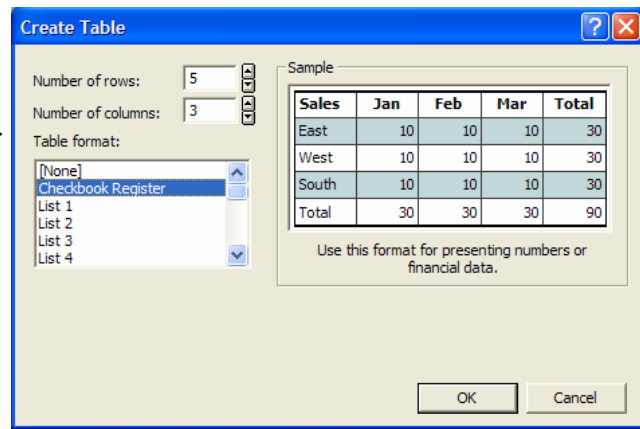 Create Table
Number of rows: 5
Number of columns: 3
Table format:
[None]
Checkbook Register
List 1
List 2
List 3
List 4
Sample
Sales Jan Feb Mar Total
East 10 10 10 30
West 10 10 10 30
South 10 10 10 30
Total 30 30 30 90
Use this format for presenting numbers or
financial data.
OK Cancel